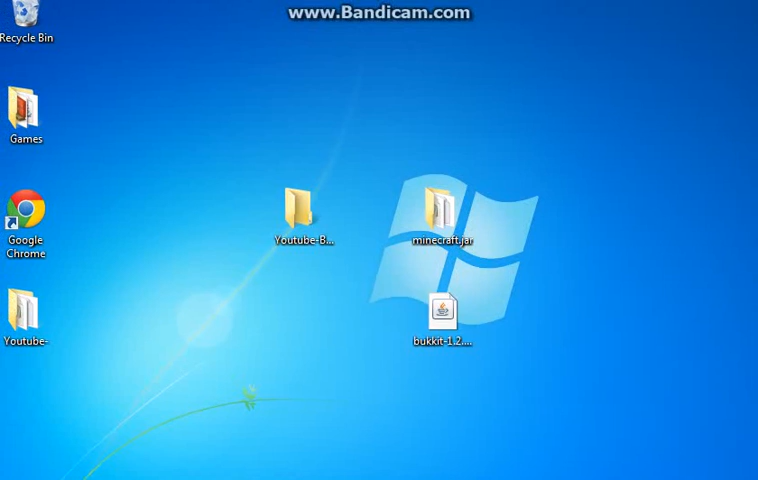 www.Bandicam.com
Recycle Bin
Games
Google
Chrome
Youtube-B...
minecraft.jar
Youtube-
bukkit-1.2....